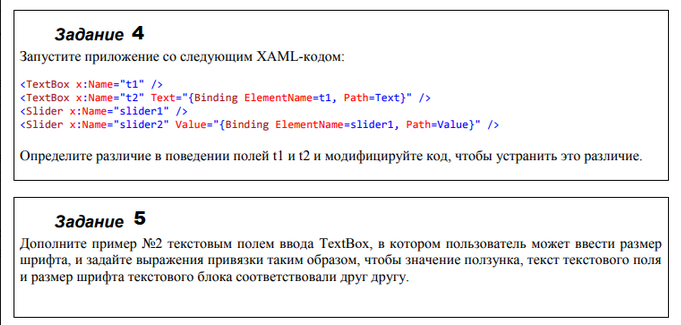 Задание 4
Запустите приложение со следующим XAML-кодом:
<TextBox x:Name="t1" />
<TextBox x:Name="t2" Text="{Binding ElementName=t1, Path=Text}" />
<Slider x:Name="slider1" />
<Slider x:Name="slider2" Value="{Binding ElementName=slider1, Path=Value}" />
Определите различие в поведении полей t1 и t2 и модифицируйте код, чтобы устранить это различие.
Задание 5
Дополните пример №2 текстовым полем ввода TextBox, в котором пользователь может ввести размер
шрифта, и задайте выражения привязки таким образом, чтобы значение ползунка, текст текстового поля
и размер шрифта текстового блока соответствовали друг другу.